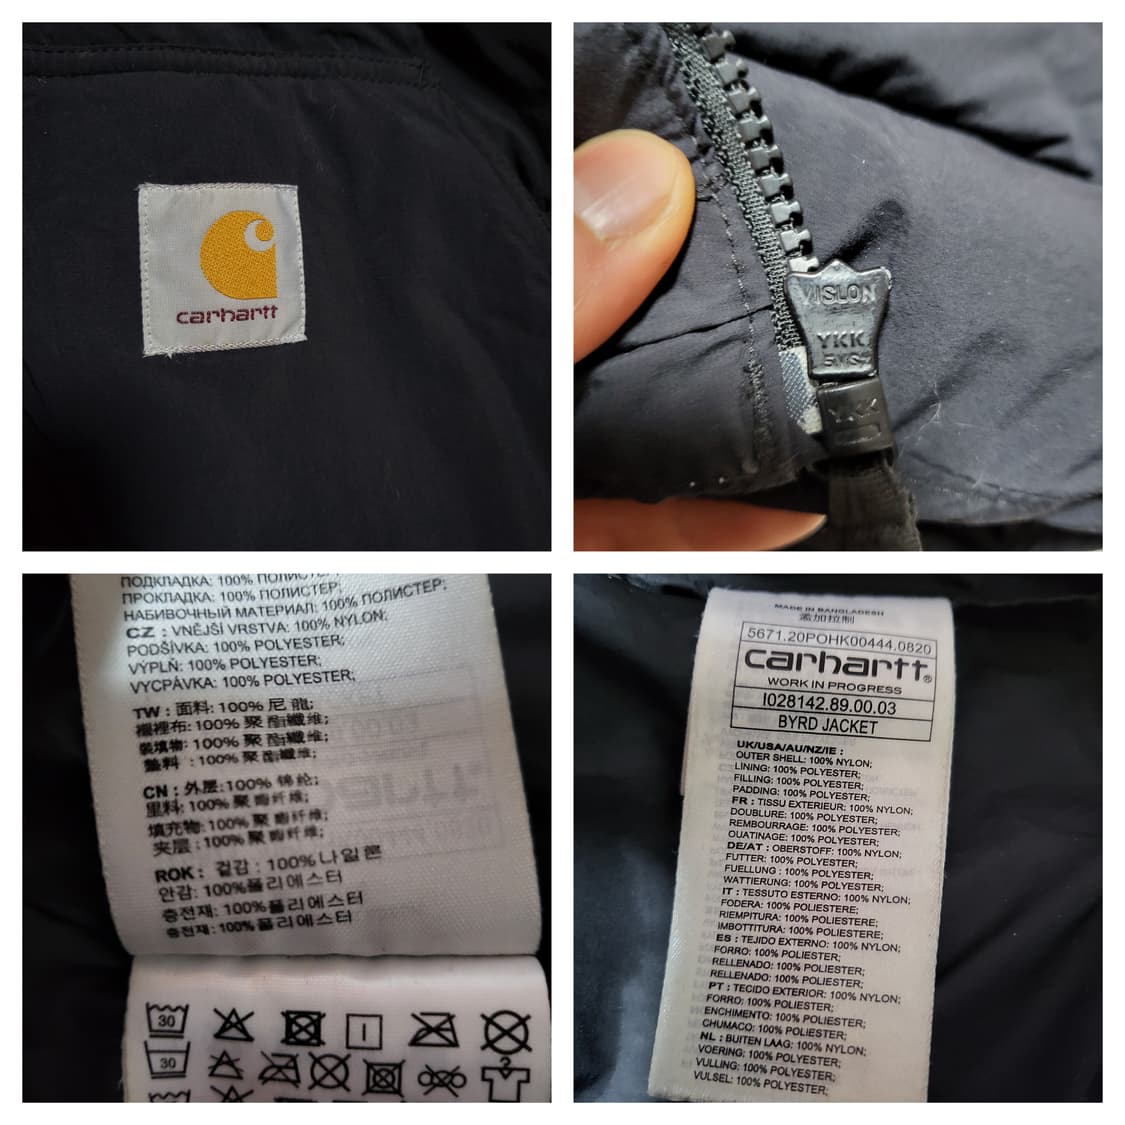 carhartt
VISLON
YKK
YKK
ПОДКЛАДКА: 100% ПОЛИЭСТЕР;
ПРОКЛАДКА: 100% ПОЛИЭСТЕР;
НАБИВОЧНЫЙ МАТЕРИАЛ: 100% ПОЛИЭСТЕР;
CZ : VNĚJŠÍ VRSTVA: 100% NYLON;
PODŠÍVKA: 100% POLYESTER;
VÝPLŇ: 100% POLYESTER;
VYCPÁVKA: 100% POLYESTER;
TW : 面料: 100% 尼龍;
襯裡布: 100% 聚酯纖維;
裝填物: 100% 聚酯纖維;
墊料 : 100% 聚酯纖維;
CN : 外层: 100% 锦纶;
里料: 100% 聚酯纤维;
填充物: 100% 聚酯纤维;
夹层 : 100% 聚酯纤维;
ROK : 겉감 : 100%나일론
안감: 100%폴리에스터
충전재: 100%폴리에스터
충전재: 100%폴리에스터
30
30
MADE IN BANGLADESH
孟加拉制
5671.20POHK00444.0820
carhartt®
WORK IN PROGRESS
I028142.89.00.03
BYRD JACKET
UK/USA/AU/NZ/IE :
OUTER SHELL: 100% NYLON;
LINING: 100% POLYESTER;
FILLING: 100% POLYESTER;
PADDING: 100% POLYESTER;
FR : TISSU EXTERIEUR: 100% NYLON;
DOUBLURE: 100% POLYESTER;
REMBOURRAGE: 100% POLYESTER;
OUATINAGE: 100% POLYESTER;
DE/AT : OBERSTOFF: 100% NYLON;
FUTTER: 100% POLYESTER;
FUELLUNG : 100% POLYESTER;
WATTIERUNG: 100% POLYESTER;
IT : TESSUTO ESTERNO: 100% NYLON;
FODERA: 100% POLIESTERE;
RIEMPITURA: 100% POLIESTERE;
IMBOTTITURA: 100% POLIESTERE;
ES : TEJIDO EXTERNO: 100% NYLON;
FORRO: 100% POLIESTER;
RELLENADO: 100% POLIESTER;
RELLENADO: 100% POLIESTER;
PT : TECIDO EXTERIOR: 100% NYLON;
FORRO: 100% POLIESTER;
ENCHIMENTO: 100% POLIESTER;
CHUMACO: 100% POLIESTER;
NL : BUITEN LAAG: 100% NYLON;
VOERING: 100% POLYESTER;
VULLING: 100% POLYESTER;
VULSEL: 100% POLYESTER;